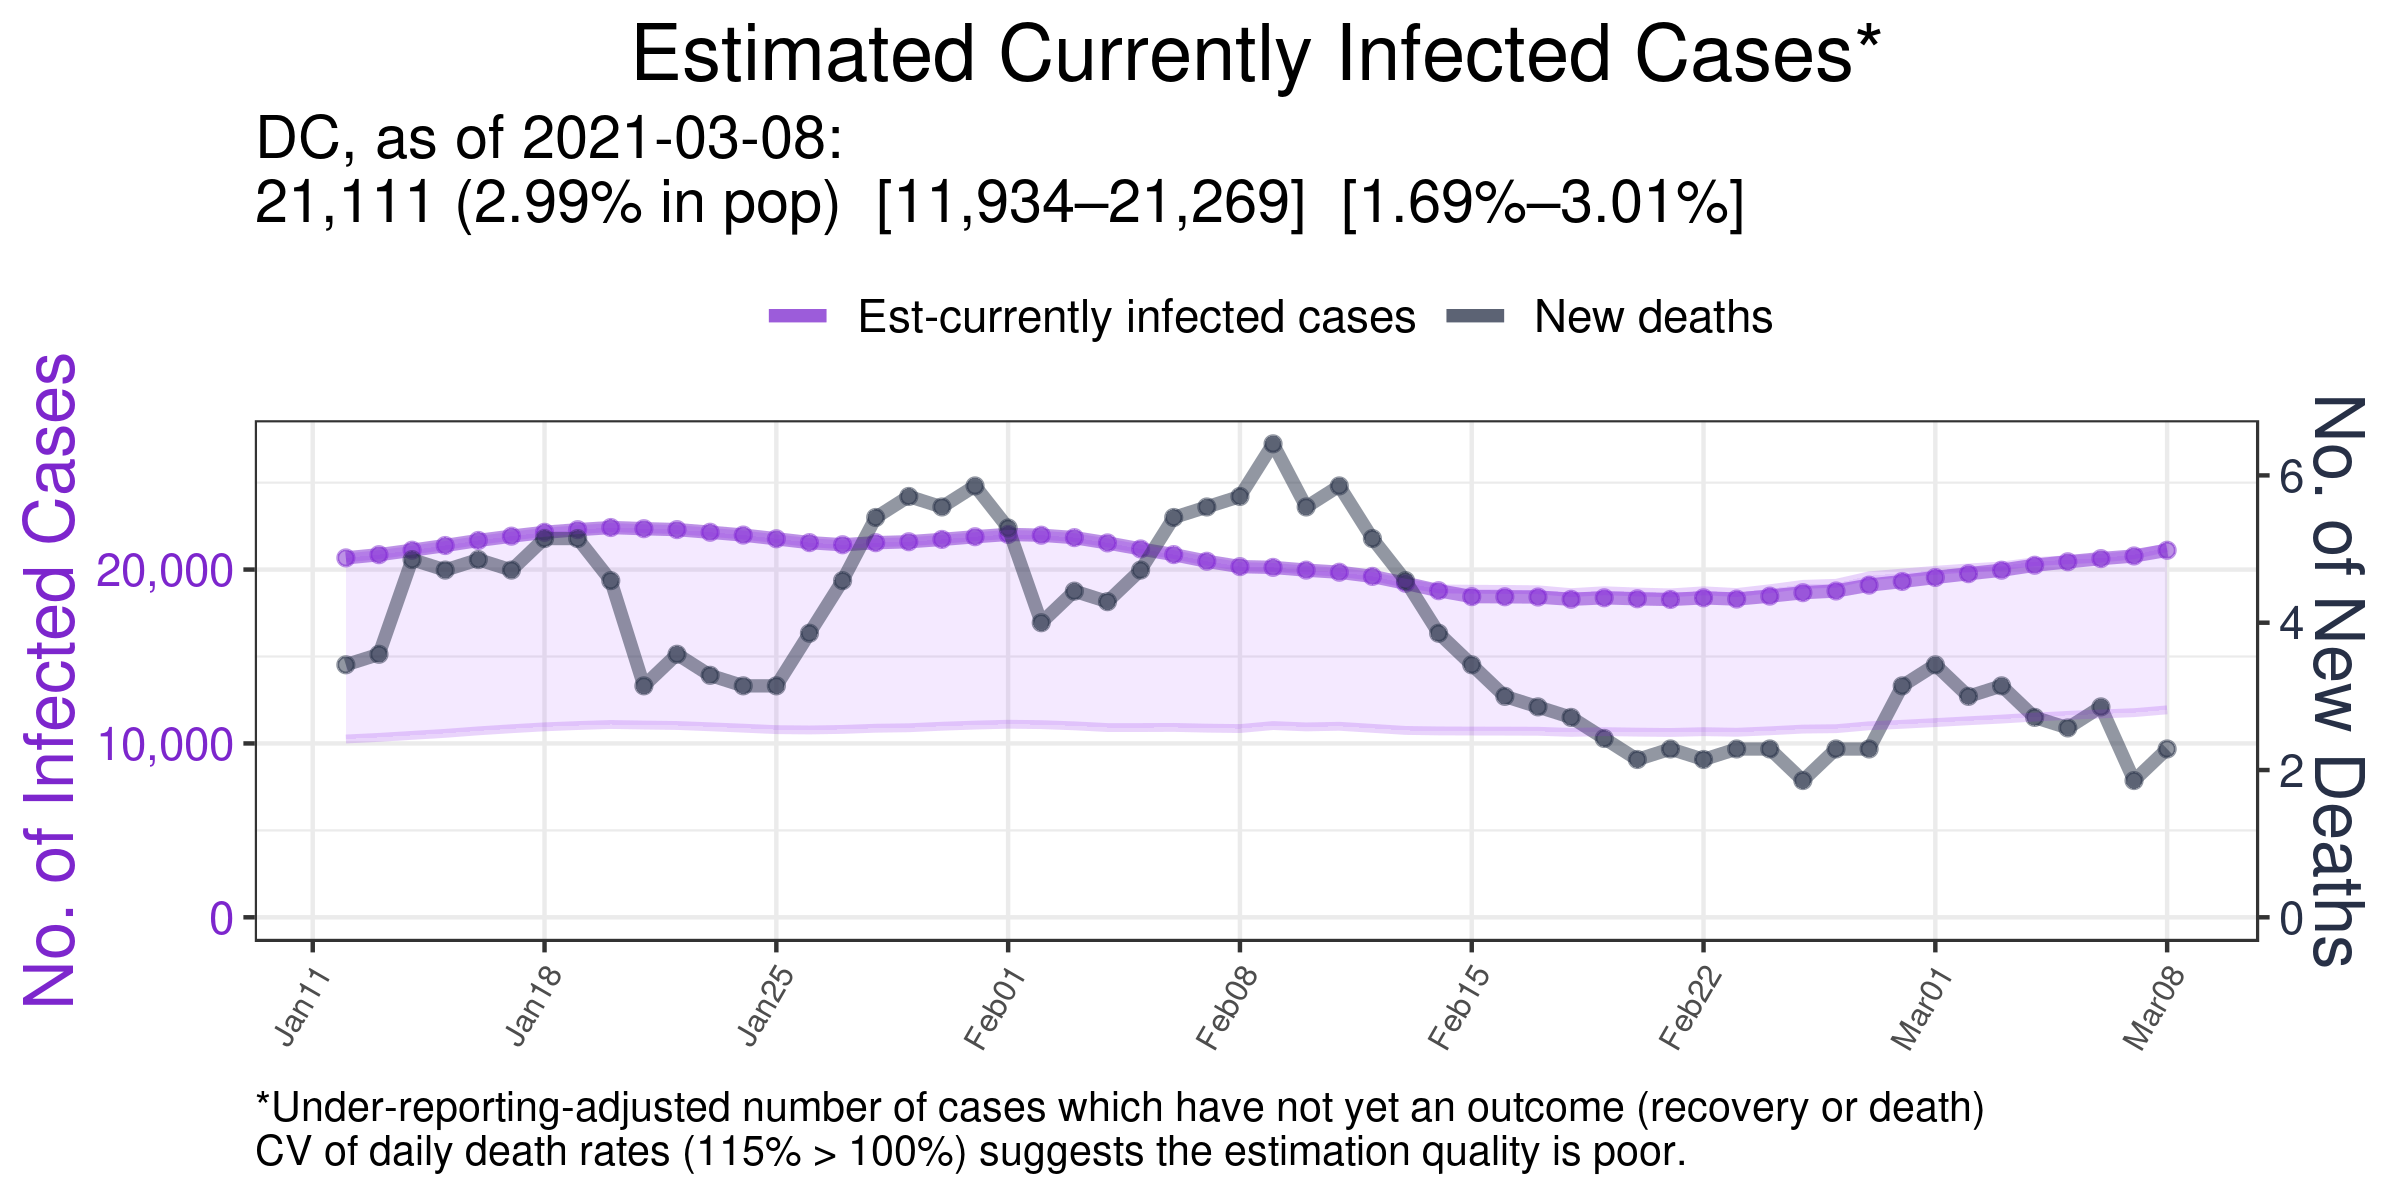 Estimated Currently Infected Cases*
DC, as of 2021-03-08:
21,111 (2.99% in pop)  [11,934–21,269]  [1.69%–3.01%]
Est-currently infected cases
New deaths
No. of Infected Cases
20,000
10,000
0
No. of New Deaths
6
4
2
0
Jan11
Jan18
Jan25
Feb01
Feb08
Feb15
Feb22
Mar01
Mar08
*Under-reporting-adjusted number of cases which have not yet an outcome (recovery or death)
CV of daily death rates (115% > 100%) suggests the estimation quality is poor.